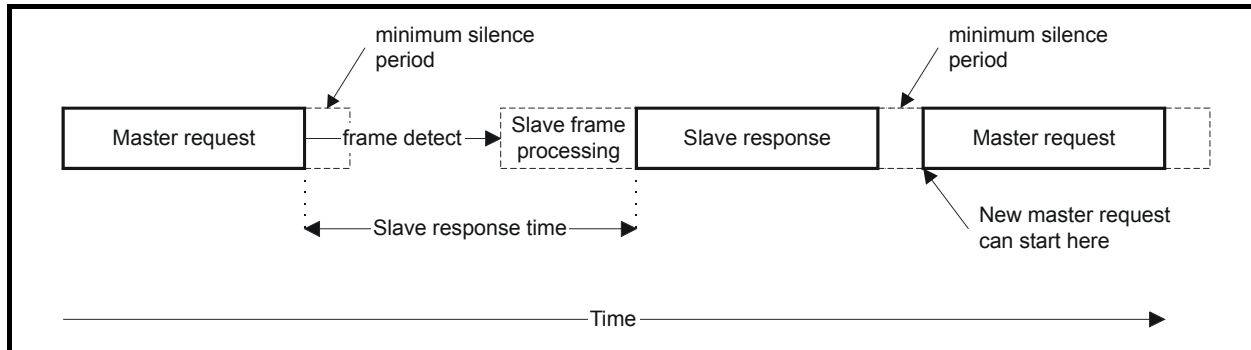 minimum silence
period
minimum silence
period
Master request
frame detect
Slave frame
processing
Slave response
Master request
Slave response time
New master request
can start here
Time